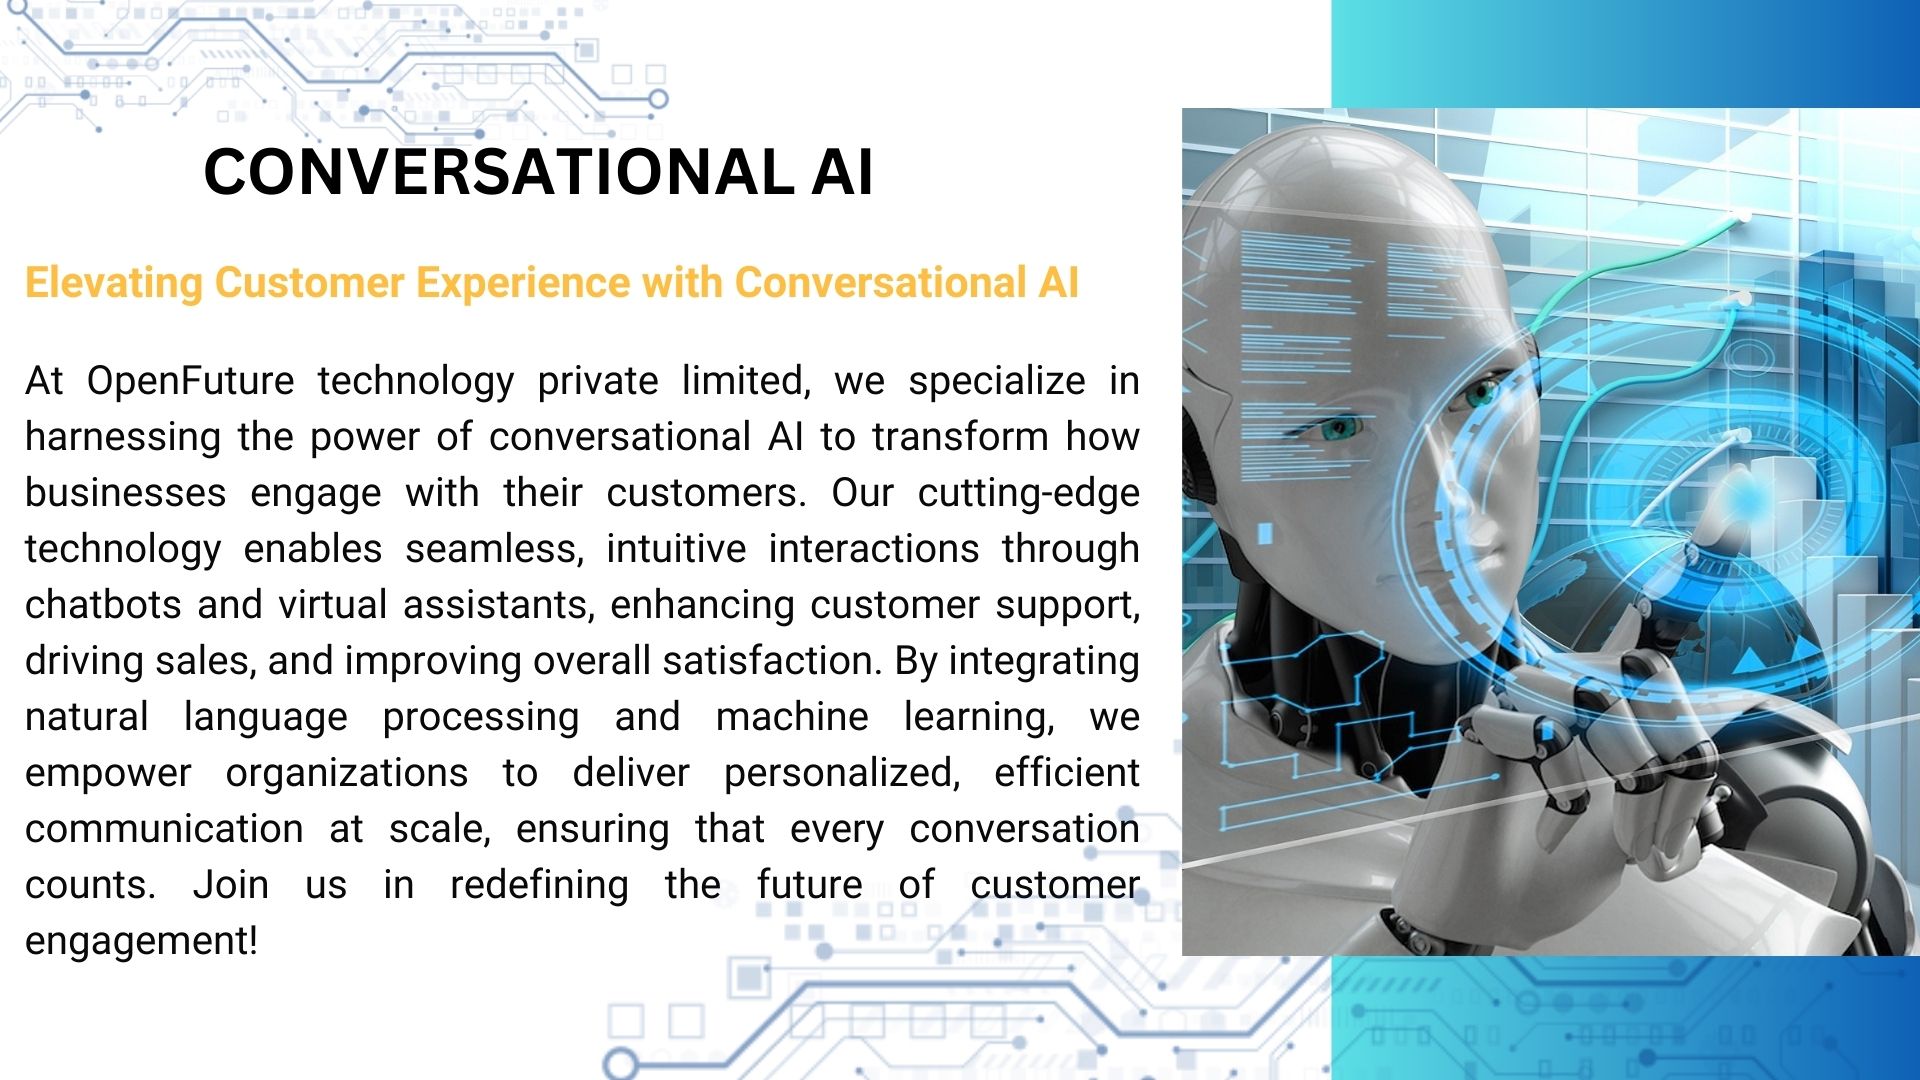 CONVERSATIONAL AI
Elevating Customer Experience with Conversational AI
At OpenFuture technology private limited, we specialize in
harnessing the power of conversational AI to transform how
businesses engage with their customers. Our cutting-edge
technology enables seamless, intuitive interactions through
chatbots and virtual assistants, enhancing customer support,
driving sales, and improving overall satisfaction. By integrating
natural language processing and machine learning, we
empower organizations to deliver personalized, efficient
communication at scale, ensuring that every conversation
counts. Join us in redefining the future of customer
engagement!